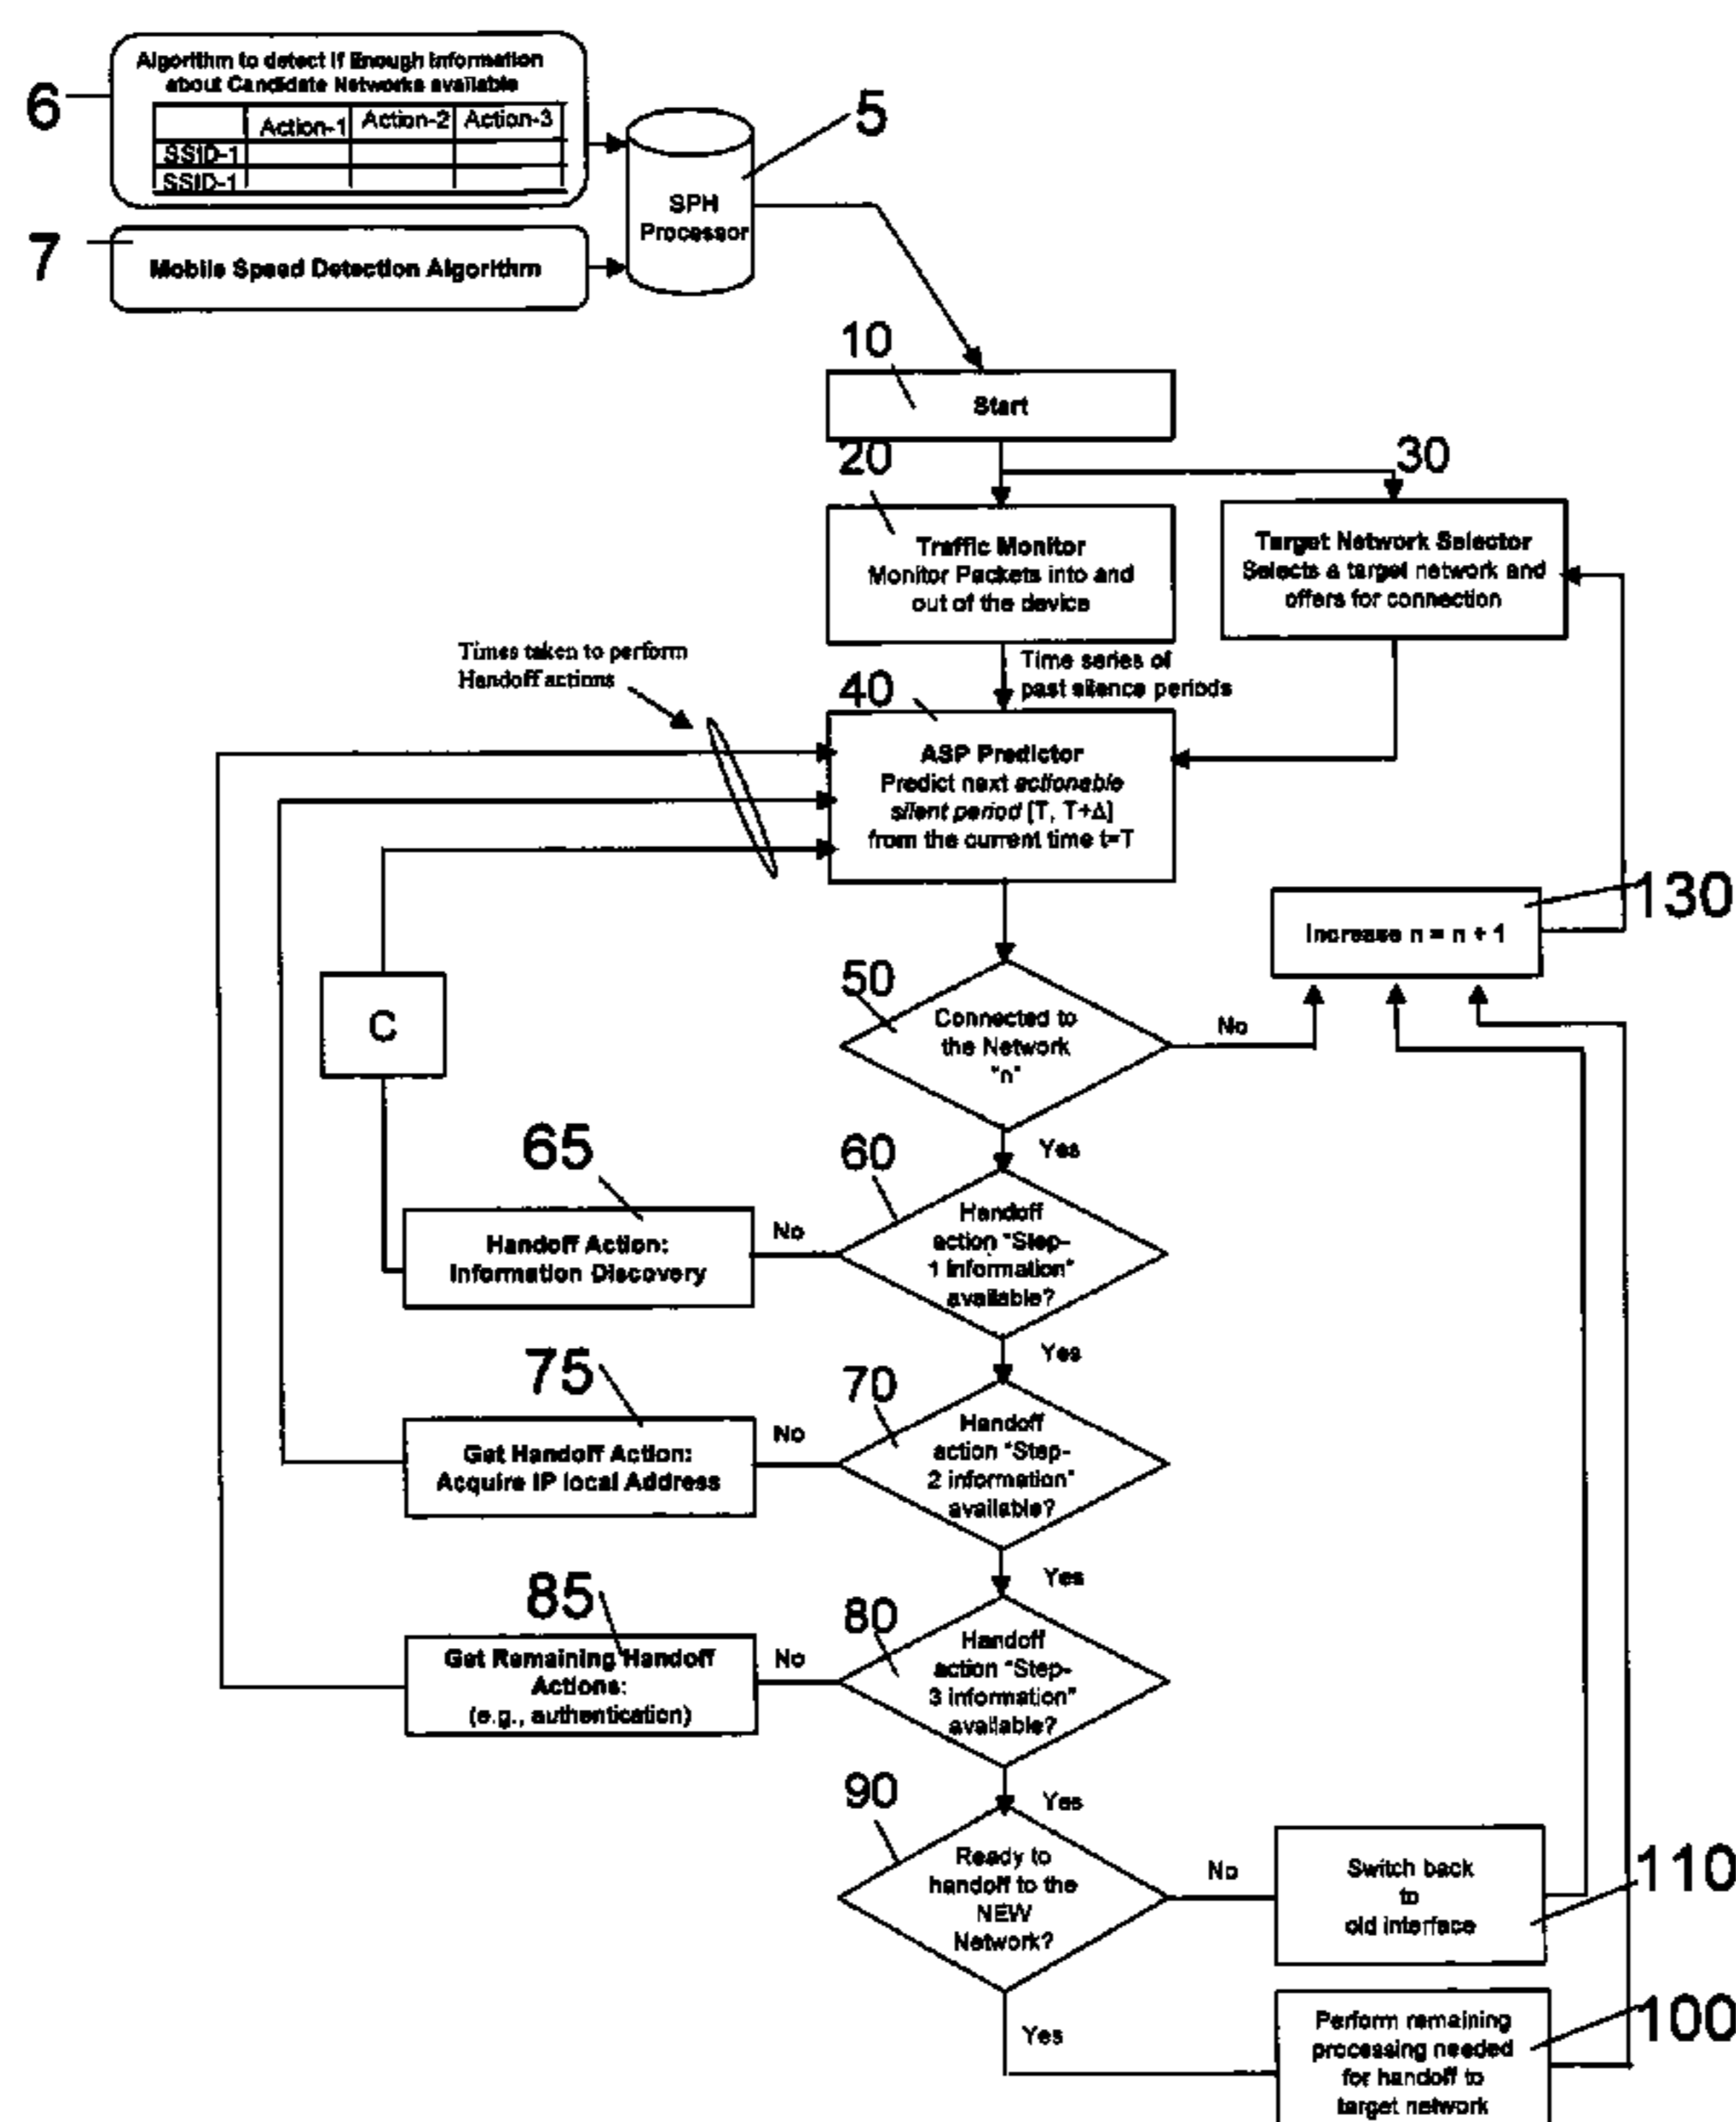 6
Algorithm to detect if Enough information
about Candidate Networks available
Action-1 Action-2 Action-3
SSID-1
SSID-1
5
SPH
Processor
7
Mobile Speed Detection Algorithm
10
Start
20
Traffic Monitor
Monitor Packets into and
out of the device
30
Target Network Selector
Selects a target network and
offers for connection
Times taken to perform
Handoff actions
Time series of
past silence periods
40
ASP Predictor
Predict next actionable
silent period [T, T+Δ]
from the current time t=T
130
Increase n = n + 1
C
50
Connected to
the Network
"n"
No
Yes
65
Handoff Action:
Information Discovery
No
60
Handoff
action "Step-
1 information"
available?
Yes
75
Get Handoff Action:
Acquire IP local Address
No
70
Handoff
action "Step-
2 information"
available?
Yes
85
Get Remaining Handoff
Actions:
(e.g., authentication)
No
80
Handoff
action "Step-
3 information"
available?
Yes
90
Ready to
handoff to the
NEW
Network?
No
Switch back
to
old interface
110
Yes
Perform remaining
processing needed
for handoff to
target network
100